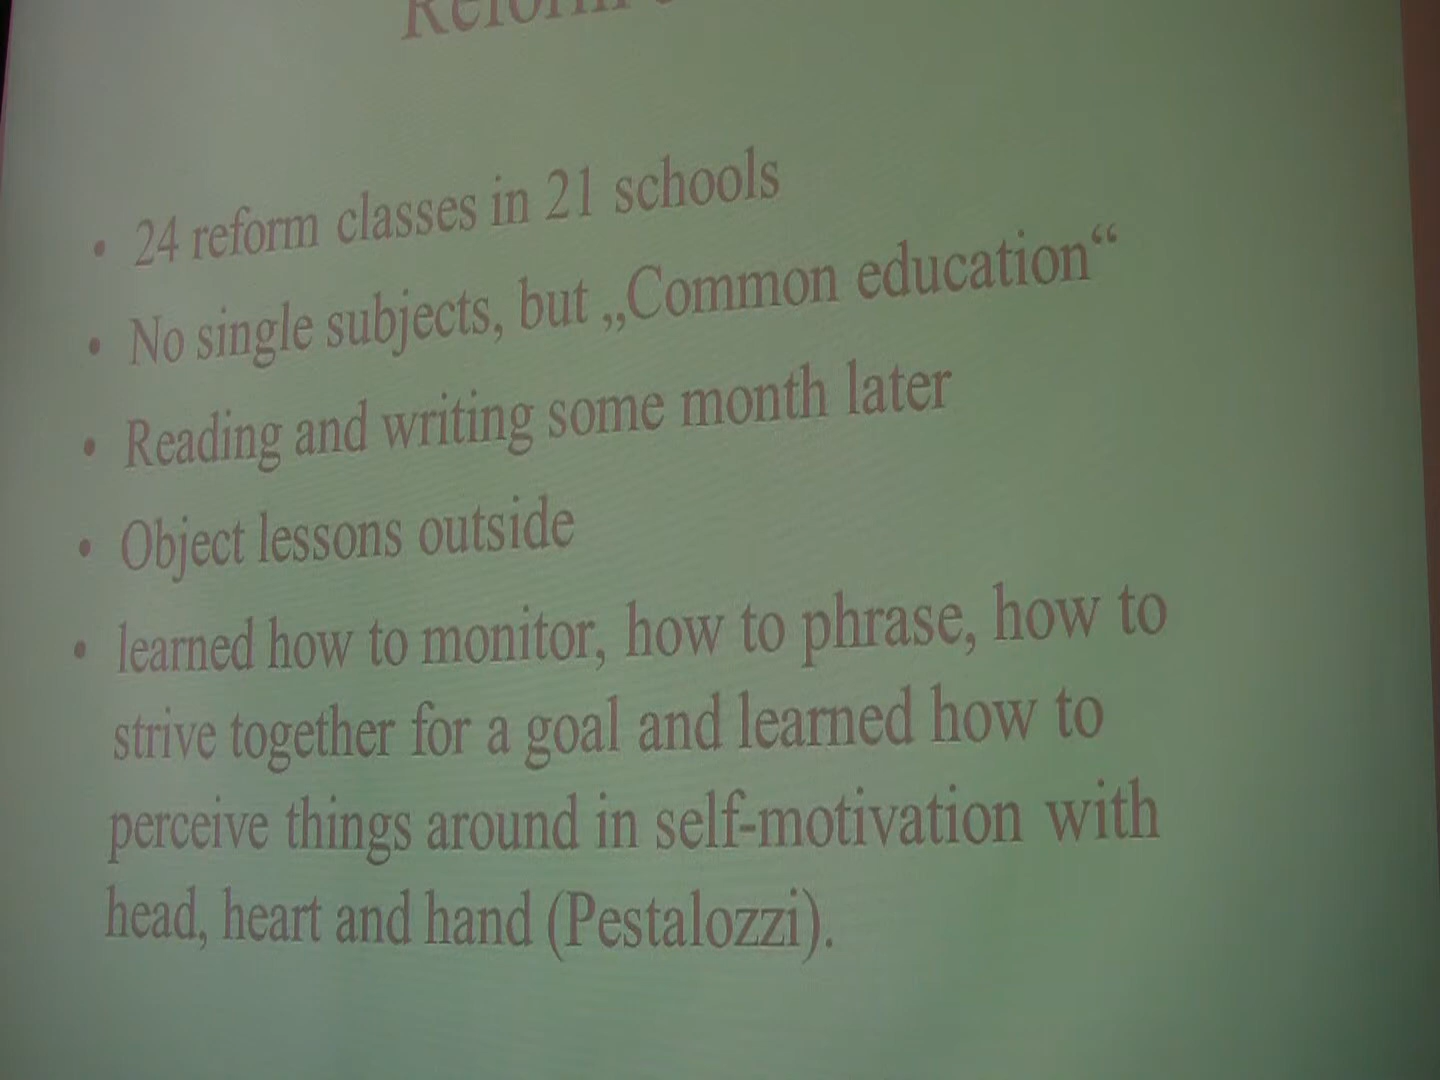 Reform
• 24 reform classes in 21 schools
• No single subjects, but „Common education“
• Reading and writing some month later
• Object lessons outside
• learned how to monitor, how to phrase, how to
strive together for a goal and learned how to
perceive things around in self-motivation with
head, heart and hand (Pestalozzi).